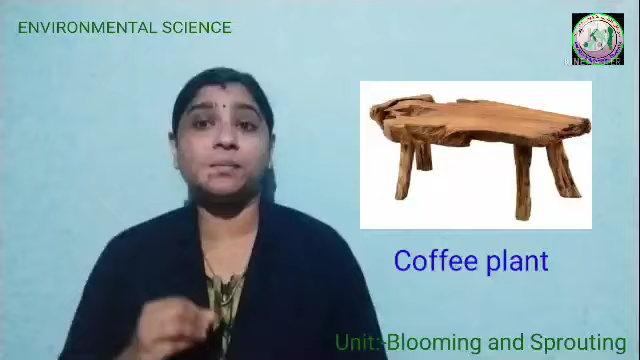 ENVIRONMENTAL SCIENCE
Coffee plant
Unit:-Blooming and Sprouting